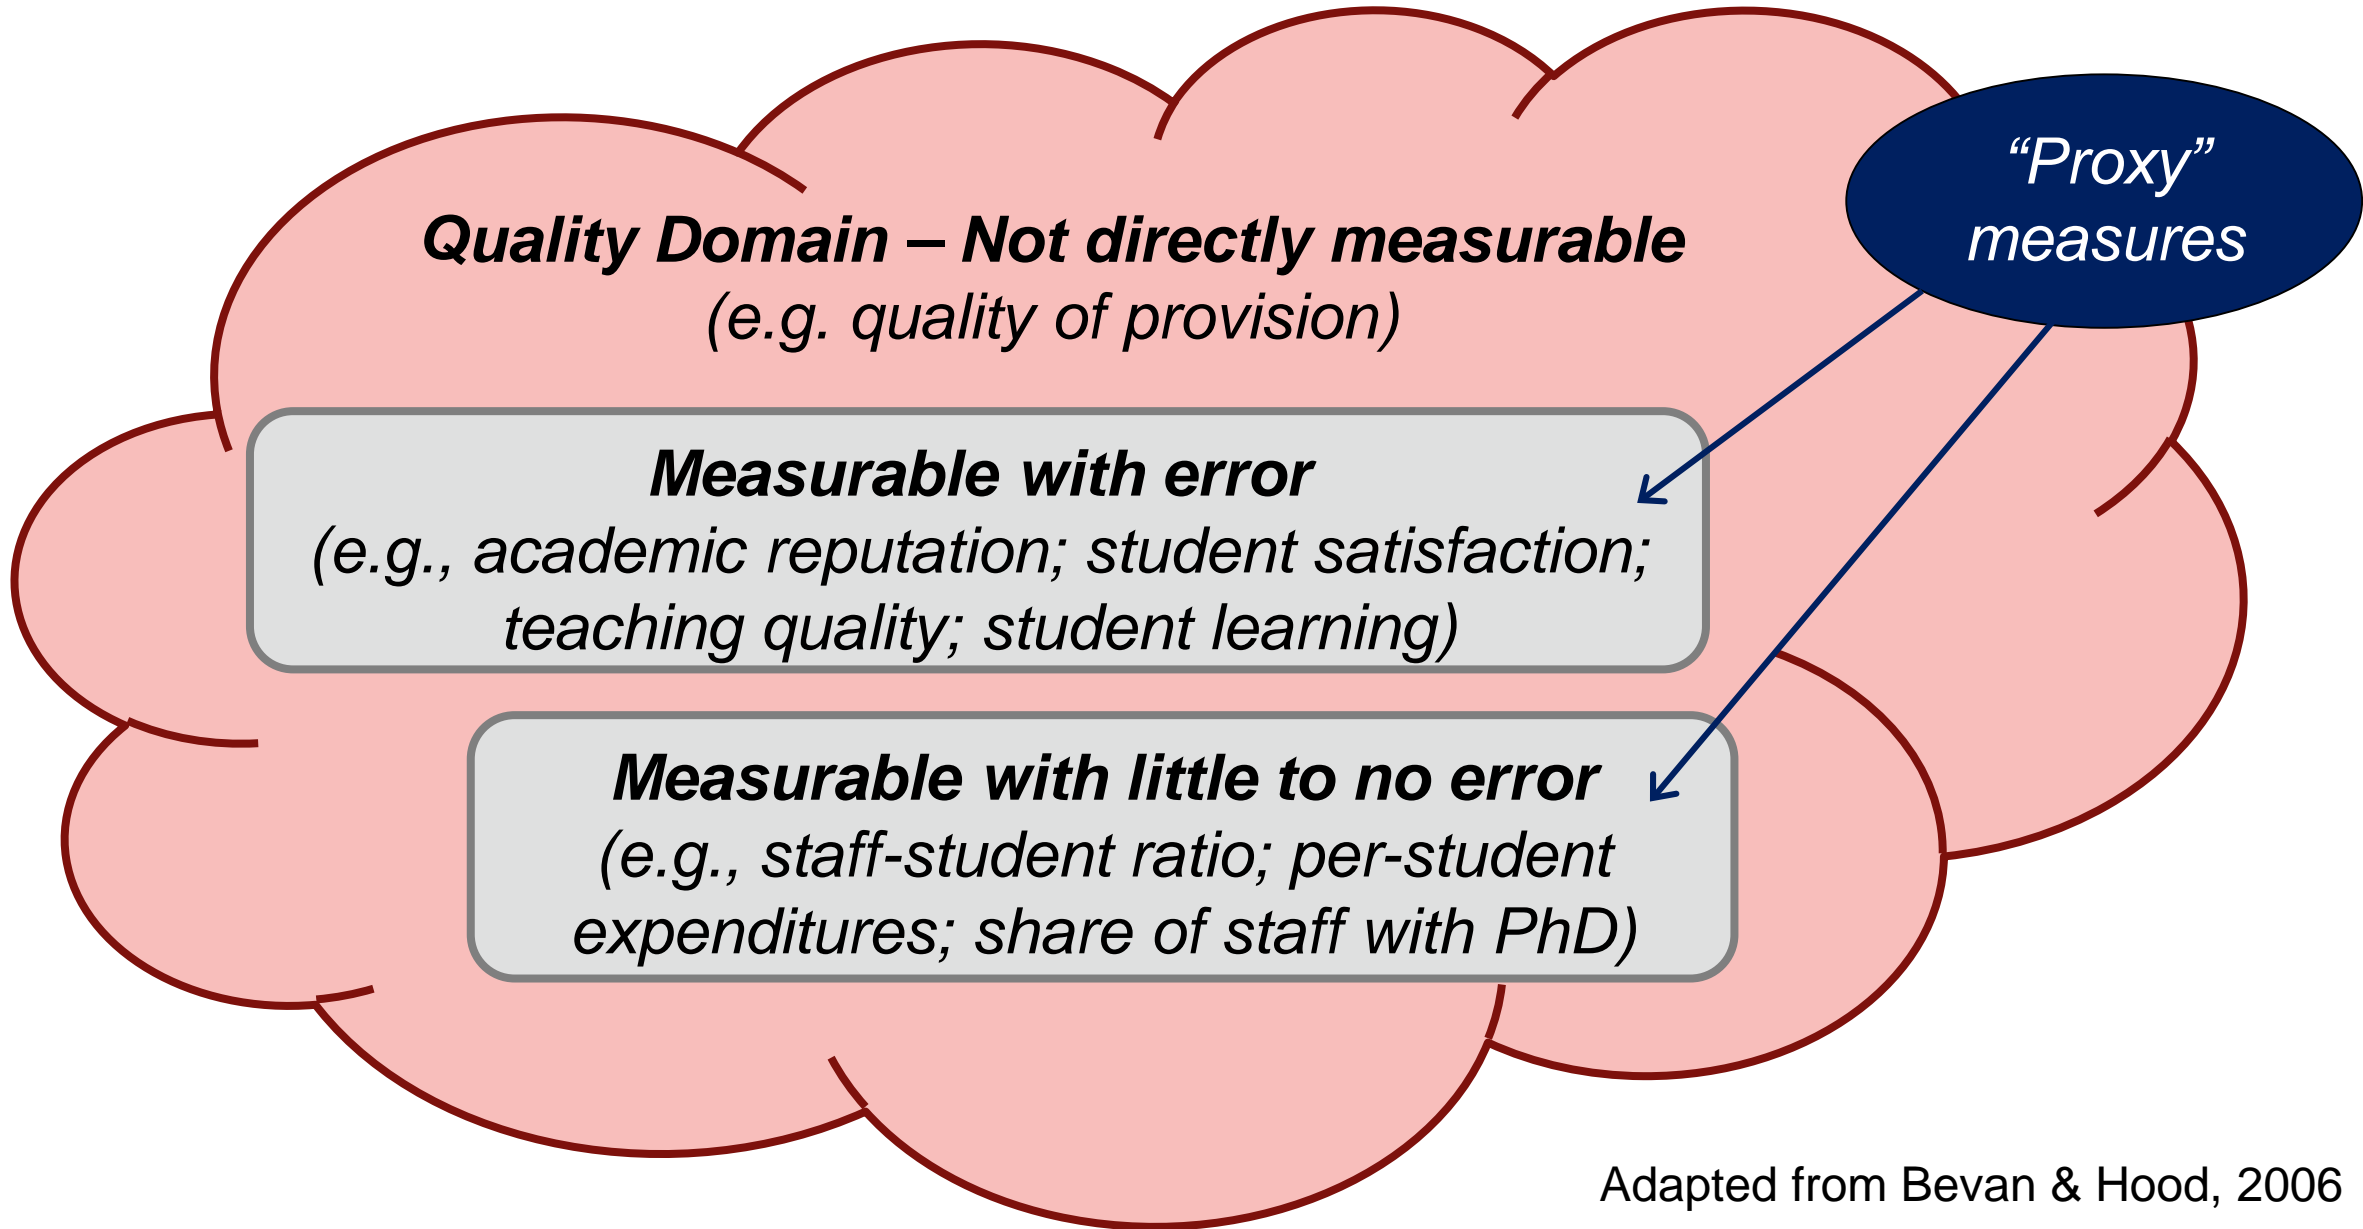 “Proxy”
measures
Quality Domain – Not directly measurable
(e.g. quality of provision)
Measurable with error
(e.g., academic reputation; student satisfaction;
teaching quality; student learning)
Measurable with little to no error
(e.g., staff-student ratio; per-student
expenditures; share of staff with PhD)
Adapted from Bevan & Hood, 2006